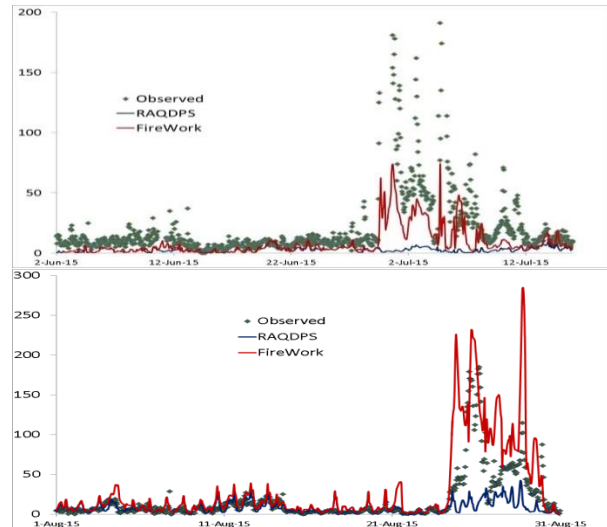 200
150
100
50
0
Observed
RAQDPS
FireWork
2-Jun-15 12-Jun-15 22-Jun-15 2-Jul-15 12-Jul-15
300
250
200
150
100
50
0
Observed
RAQDPS
FireWork
1-Aug-15 11-Aug-15 21-Aug-15 31-Aug-15